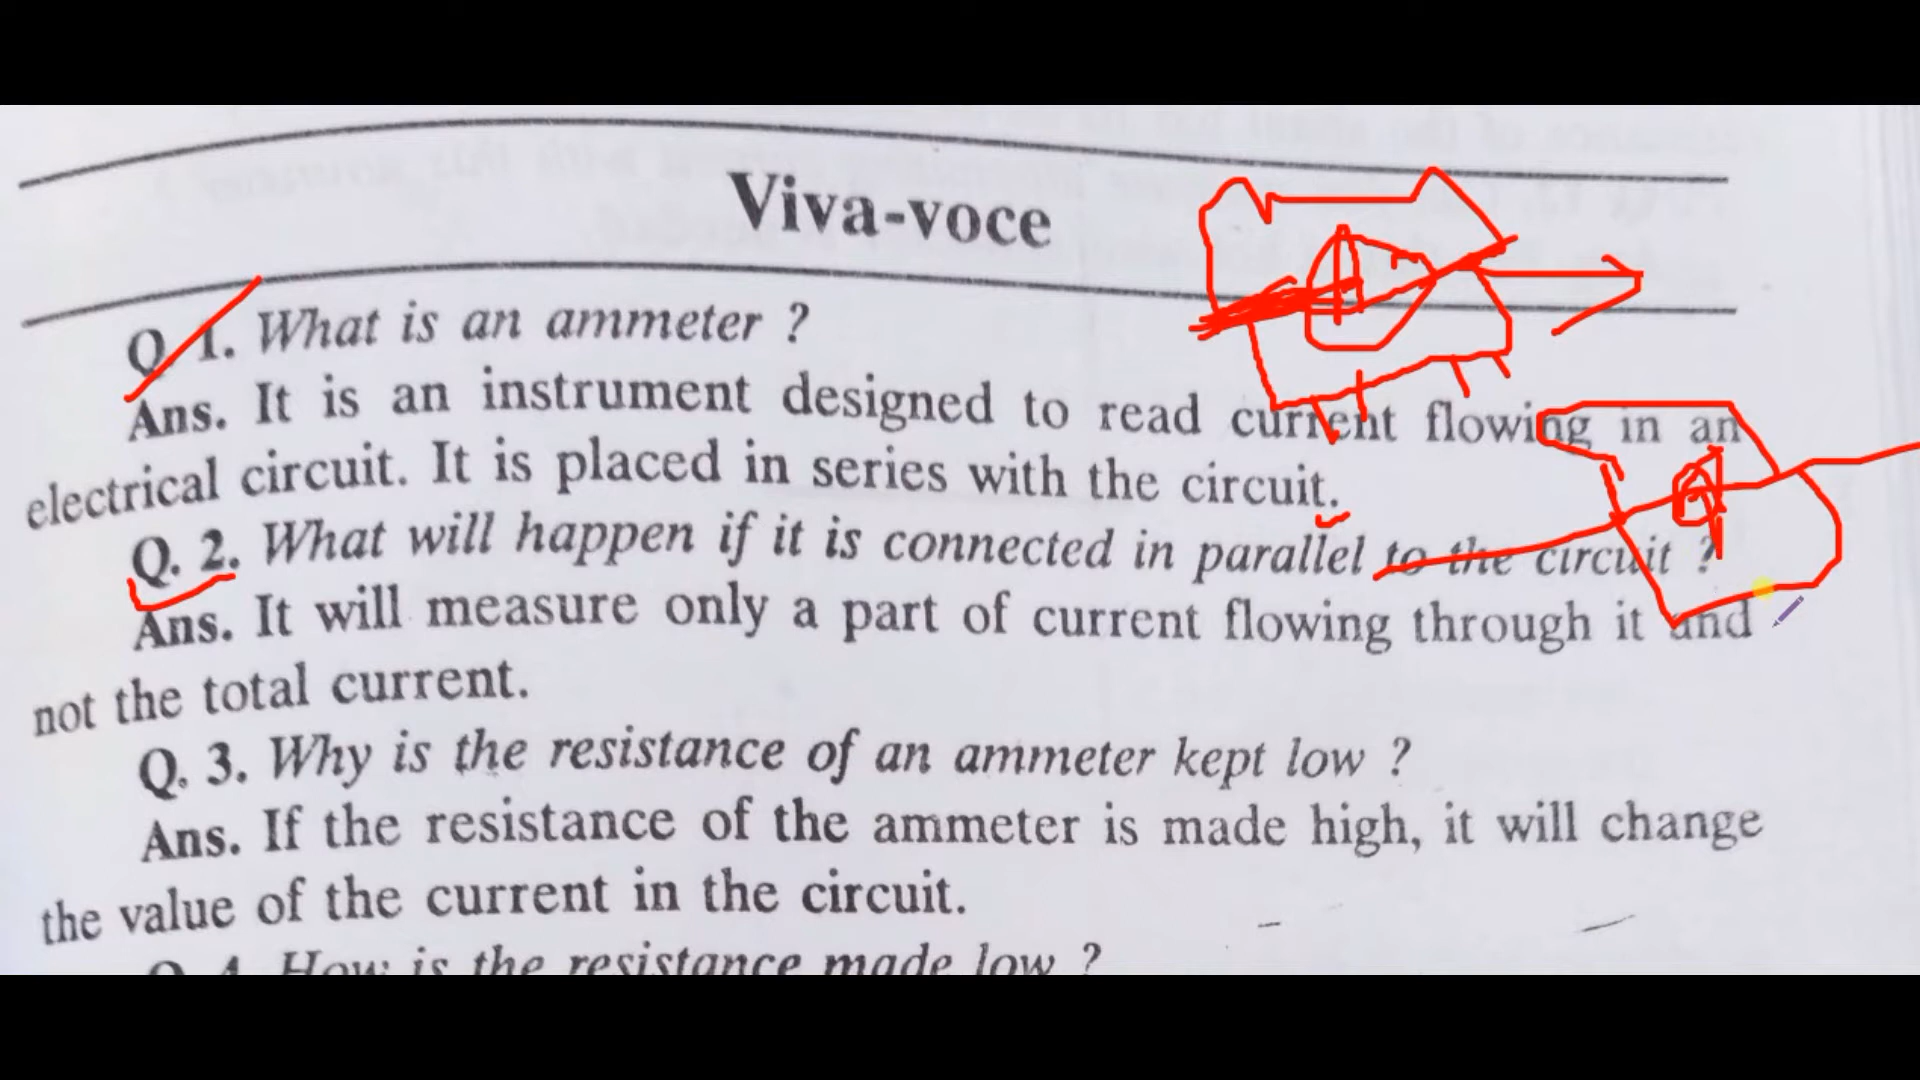 Viva-voce
Q. 1. What is an ammeter ?
Ans. It is an instrument designed to read current flowing in an
electrical circuit. It is placed in series with the circuit.
Q. 2. What will happen if it is connected in parallel to the circuit ?
Ans. It will measure only a part of current flowing through it and
not the total current.
Q. 3. Why is the resistance of an ammeter kept low ?
Ans. If the resistance of the ammeter is made high, it will change
the value of the current in the circuit.
Q. 4. How is the resistance made low ?